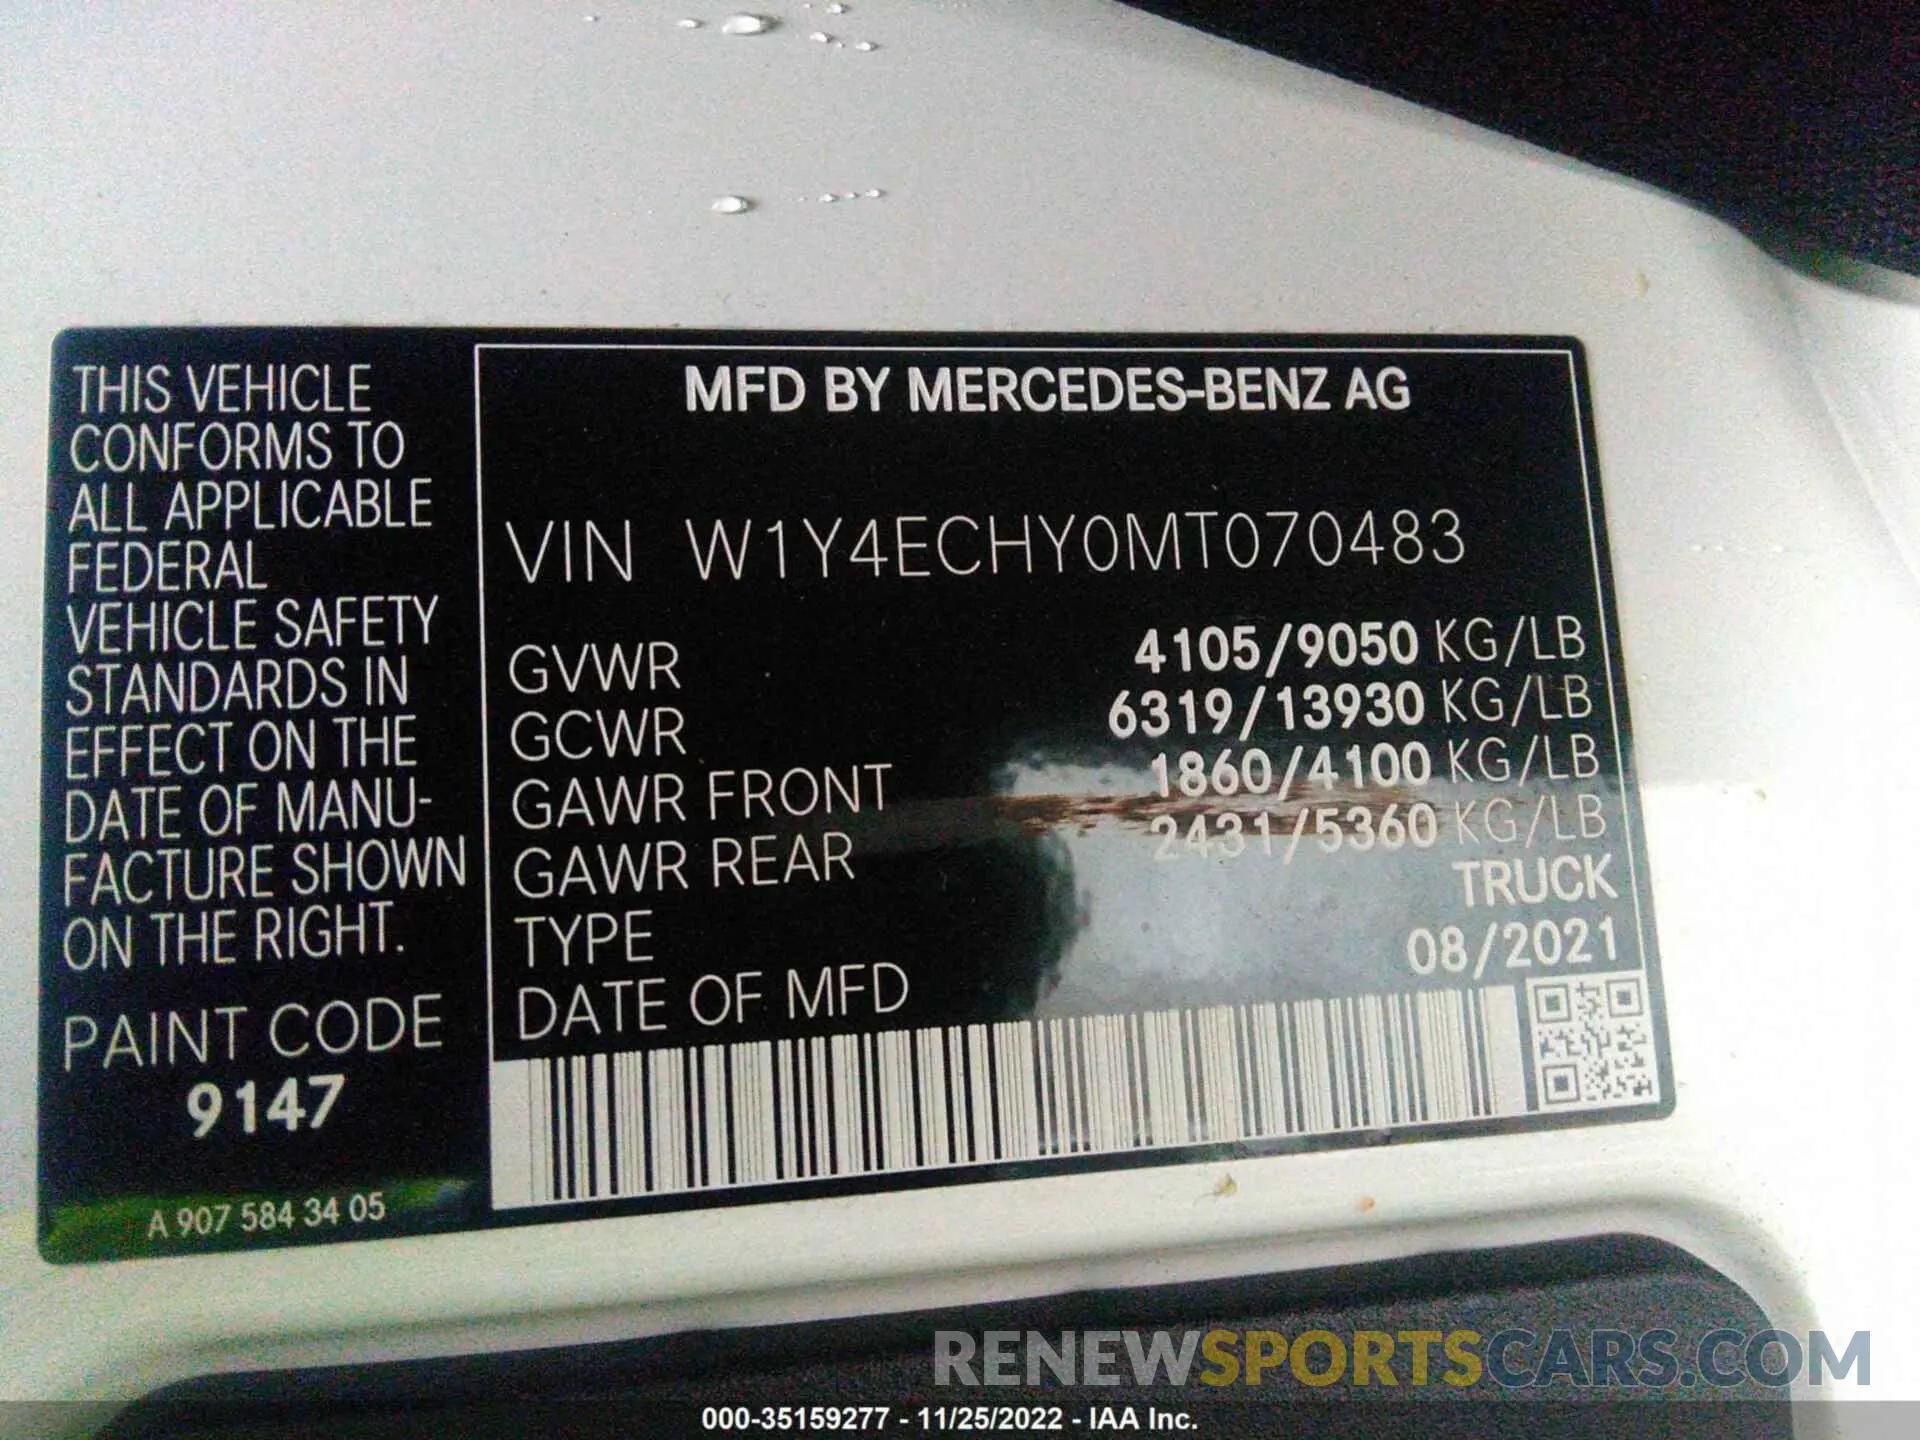 THIS VEHICLE
CONFORMS TO
ALL APPLICABLE
FEDERAL
VEHICLE SAFETY
STANDARDS IN
EFFECT ON THE
DATE OF MANU-
FACTURE SHOWN
ON THE RIGHT.
PAINT CODE
9147
A 907 584 34 05
MFD BY MERCEDES-BENZ AG
VIN W1Y4ECHY0MT070483
GVWR 4105/9050 KG/LB
GCWR 6319/13930 KG/LB
GAWR FRONT 1860/4100 KG/LB
GAWR REAR 2431/5360 KG/LB
TYPE TRUCK
DATE OF MFD 08/2021
RENEWSPORTSCARS.COM
000-35159277 - 11/25/2022 - IAA Inc.